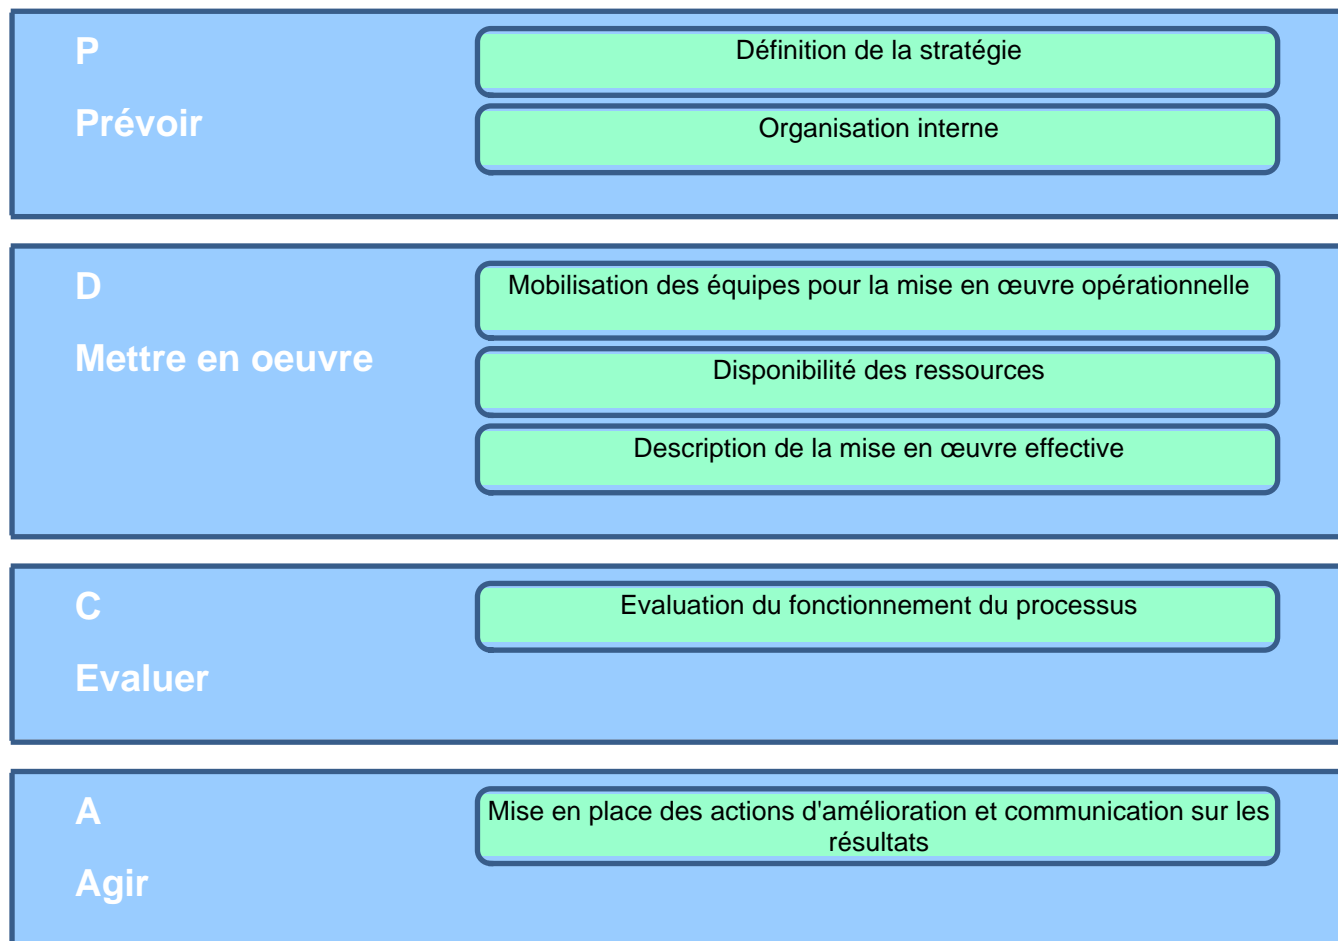 P
Prévoir
Définition de la stratégie
Organisation interne
D
Mettre en oeuvre
Mobilisation des équipes pour la mise en œuvre opérationnelle
Disponibilité des ressources
Description de la mise en œuvre effective
C
Evaluer
Evaluation du fonctionnement du processus
A
Agir
Mise en place des actions d'amélioration et communication sur les
résultats